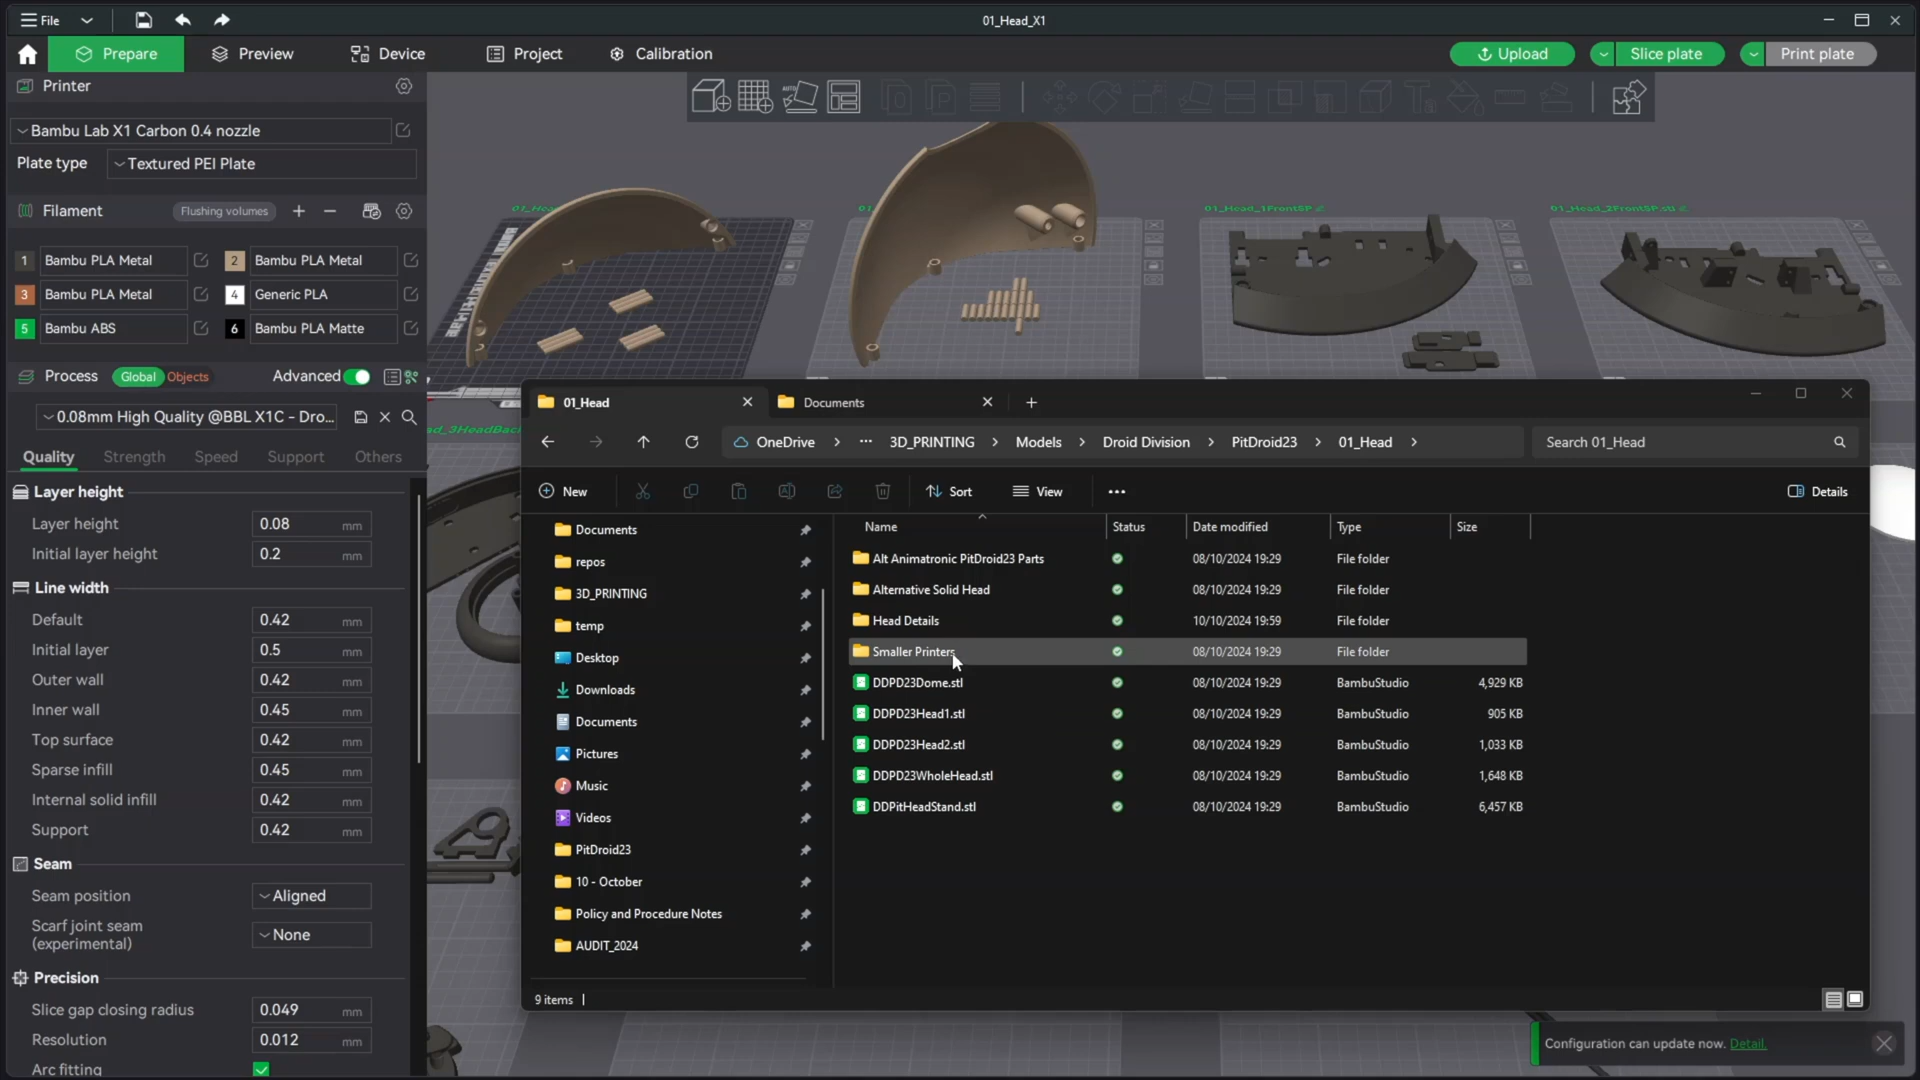 File
01_Head_X1
Prepare
Preview
Device
Project
Calibration
Upload
Slice plate
Print plate
Printer
Bambu Lab X1 Carbon 0.4 nozzle
Plate type
Textured PEI Plate
Filament
Flushing volumes
1 Bambu PLA Metal
2 Bambu PLA Metal
3 Bambu PLA Metal
4 Generic PLA
5 Bambu ABS
6 Bambu PLA Matte
Process
Global
Objects
Advanced
0.08mm High Quality @BBL X1C - Dro...
Quality
Strength
Speed
Support
Others
Layer height
Layer height 0.08 mm
Initial layer height 0.2 mm
Line width
Default 0.42 mm
Initial layer 0.5 mm
Outer wall 0.42 mm
Inner wall 0.45 mm
Top surface 0.42 mm
Sparse infill 0.45 mm
Internal solid infill 0.42 mm
Support 0.42 mm
Seam
Seam position Aligned
Scarf joint seam
(experimental) None
Precision
Slice gap closing radius 0.049 mm
Resolution 0.012 mm
Arc fitting
AUTO
01_Head_1FrontSP
01_Head_2FrontSP.stl
01_Head
Documents
OneDrive
3D_PRINTING
Models
Droid Division
PitDroid23
01_Head
Search 01_Head
New
Sort
View
Details
Documents
repos
3D_PRINTING
temp
Desktop
Downloads
Documents
Pictures
Music
Videos
PitDroid23
10 - October
Policy and Procedure Notes
AUDIT_2024
Name Status Date modified Type Size
Alt Animatronic PitDroid23 Parts 08/10/2024 19:29 File folder
Alternative Solid Head 08/10/2024 19:29 File folder
Head Details 10/10/2024 19:59 File folder
Smaller Printers 08/10/2024 19:29 File folder
DDPD23Dome.stl 08/10/2024 19:29 BambuStudio 4,929 KB
DDPD23Head1.stl 08/10/2024 19:29 BambuStudio 905 KB
DDPD23Head2.stl 08/10/2024 19:29 BambuStudio 1,033 KB
DDPD23WholeHead.stl 08/10/2024 19:29 BambuStudio 1,648 KB
DDPitHeadStand.stl 08/10/2024 19:29 BambuStudio 6,457 KB
9 items
Configuration can update now. Detail.